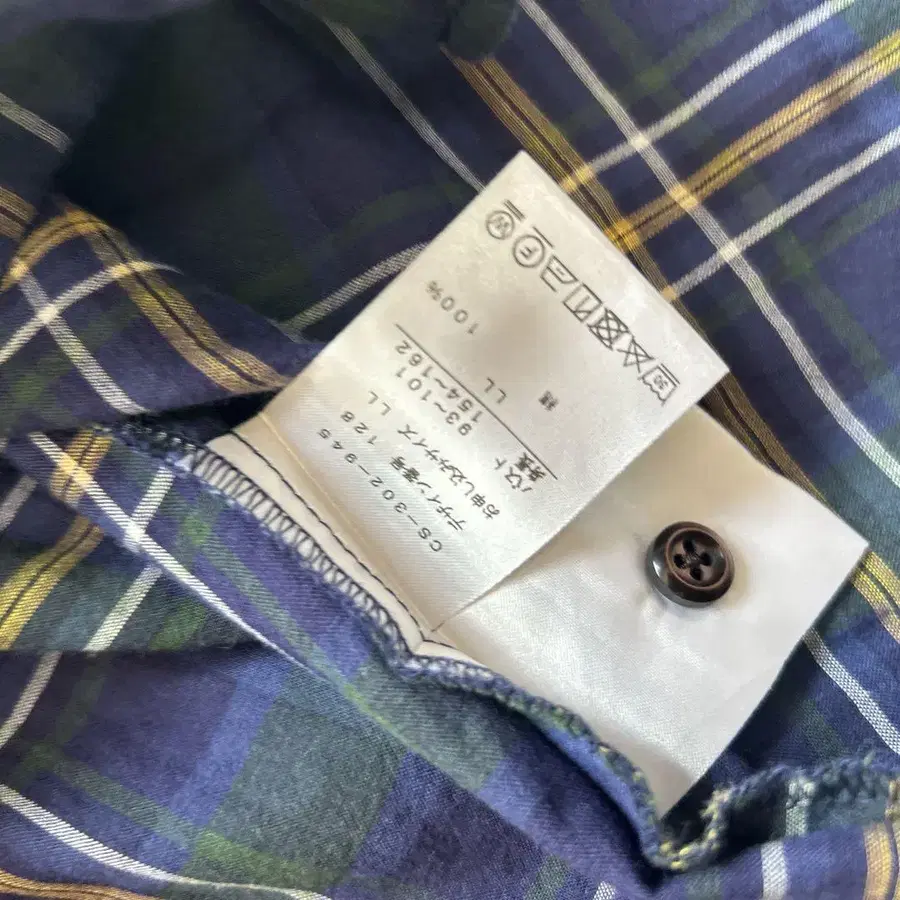 CS-302-945
デザイン番号 128
お申し込みサイズ LL
バスト 93~101
身長 154~162
LL
綿 100%
30
F
W